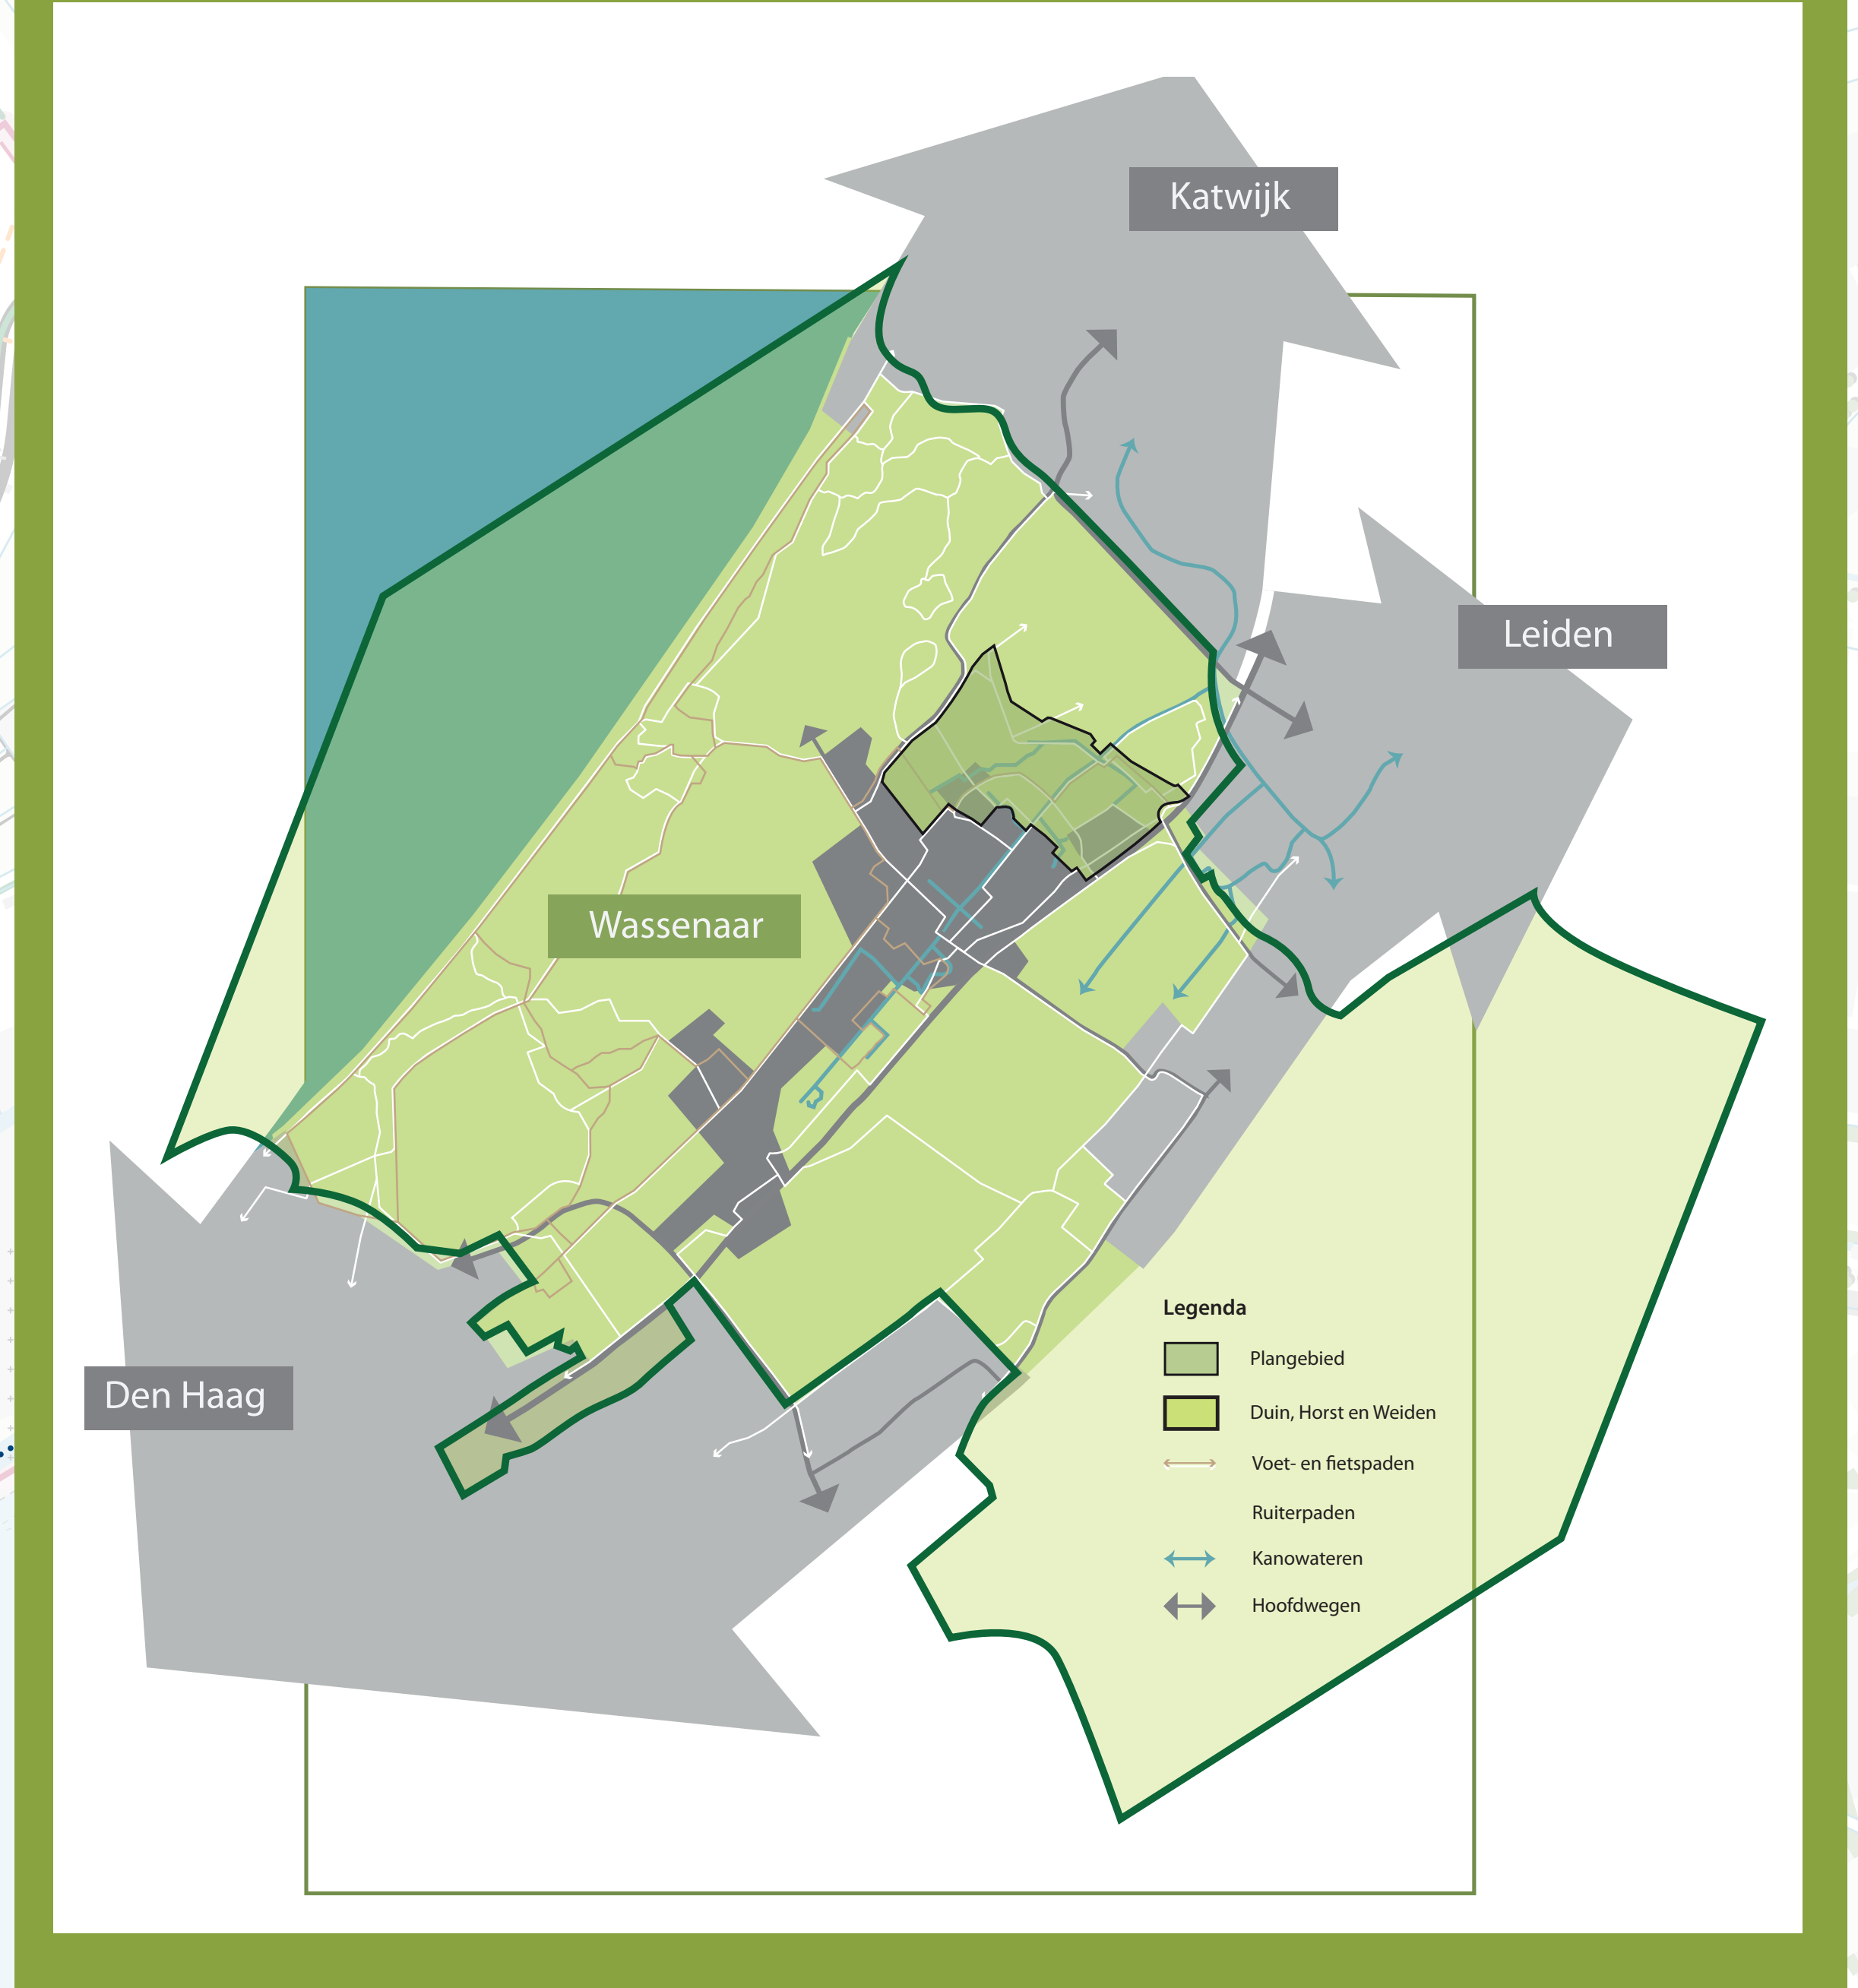 Katwijk
Leiden
Wassenaar
Den Haag
Legenda
Plangebied
Duin, Horst en Weiden
Voet- en fietspaden
Ruiterpaden
Kanowateren
Hoofdwegen